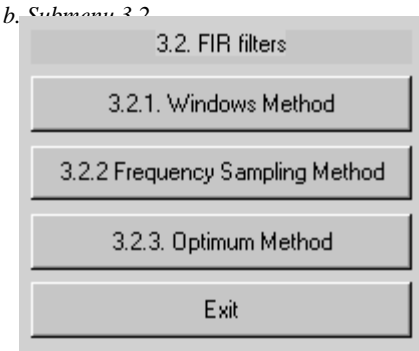 b. Submenu 3.2
3.2. FIR filters
3.2.1. Windows Method
3.2.2 Frequency Sampling Method
3.2.3. Optimum Method
Exit